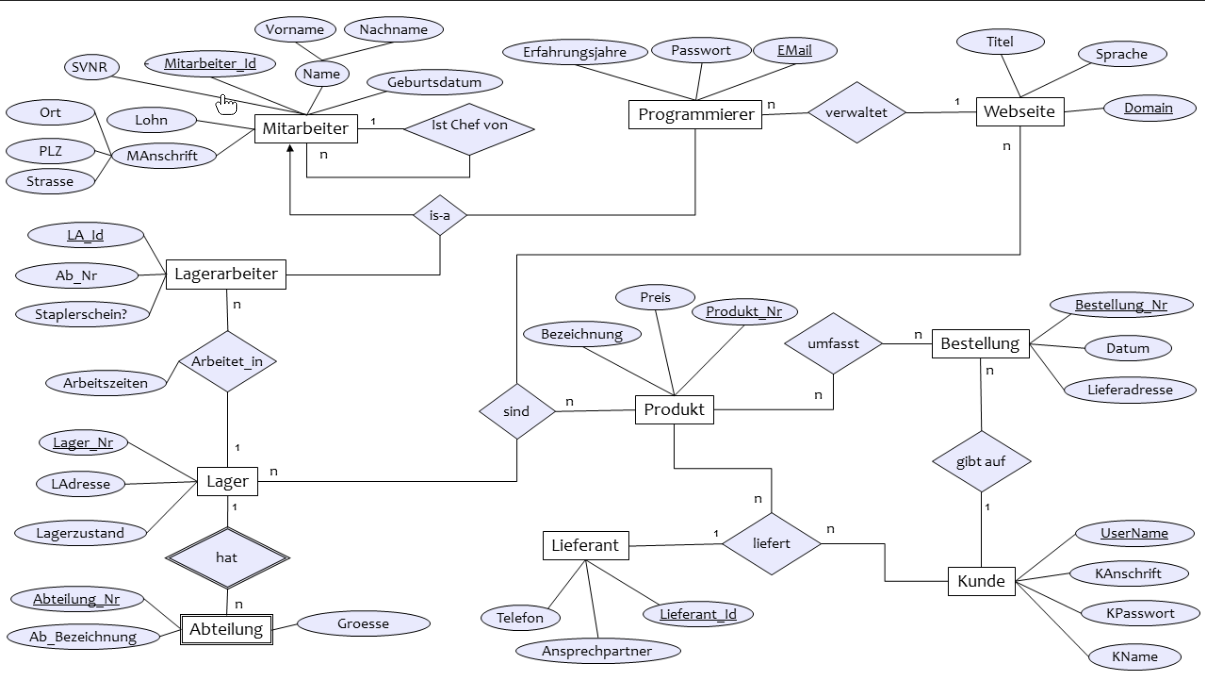 Vorname
Nachname
SVNR
Mitarbeiter_Id
Name
Geburtsdatum
Ort
Lohn
PLZ
MAnschrift
Strasse
Mitarbeiter
1
n
Ist Chef von
Erfahrungsjahre
Passwort
EMail
Programmierer
n
verwaltet
1
Titel
Sprache
Webseite
Domain
n
is-a
LA_Id
Ab_Nr
Staplerschein?
Lagerarbeiter
n
Arbeitet_in
Arbeitszeiten
1
Preis
Bezeichnung
Produkt_Nr
sind
n
Produkt
n
umfasst
n
Bestellung
Bestellung_Nr
Datum
Lieferadresse
n
gibt auf
1
Lager_Nr
LAdresse
Lagerzustand
Lager
n
1
hat
n
Abteilung_Nr
Ab_Bezeichnung
Abteilung
Groesse
Lieferant
1
n
liefert
n
Telefon
Lieferant_Id
Ansprechpartner
Kunde
UserName
KAnschrift
KPasswort
KName